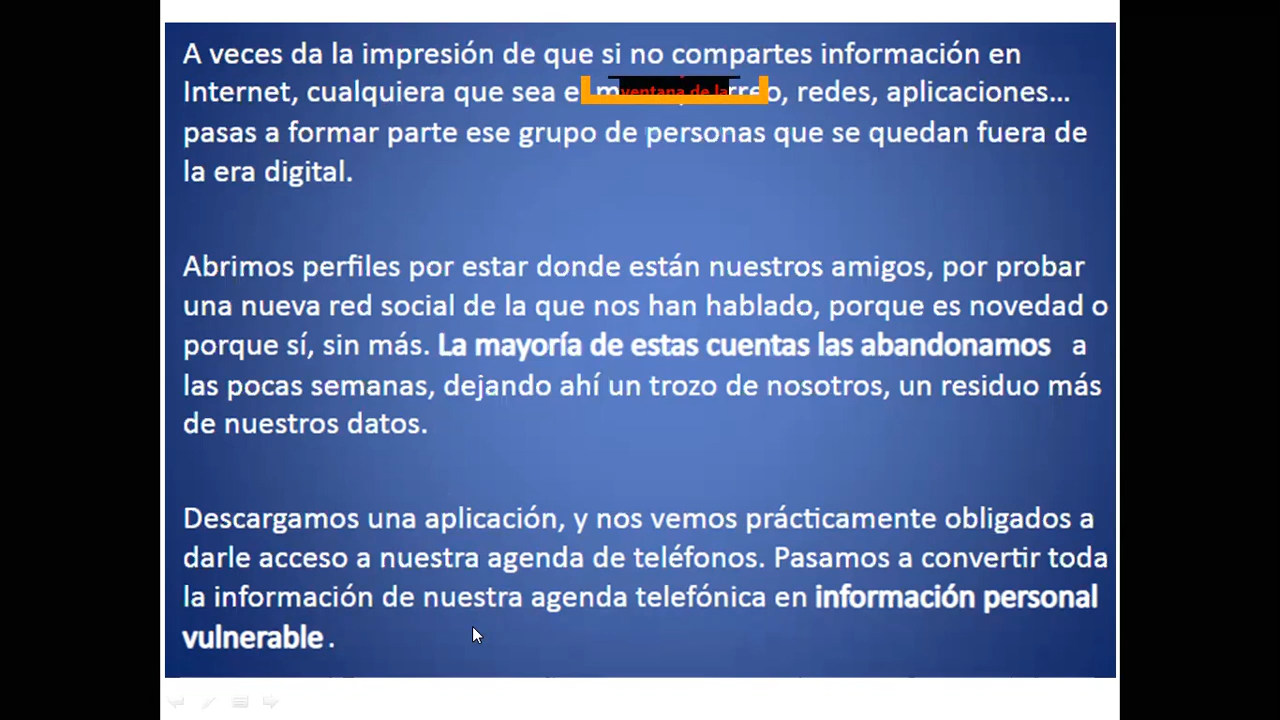 A veces da la impresión de que si no compartes información en
Internet, cualquiera que sea el ventana de la rreo, redes, aplicaciones...
pasas a formar parte ese grupo de personas que se quedan fuera de
la era digital.
Abrimos perfiles por estar donde están nuestros amigos, por probar
una nueva red social de la que nos han hablado, porque es novedad o
porque sí, sin más. La mayoría de estas cuentas las abandonamos a
las pocas semanas, dejando ahí un trozo de nosotros, un residuo más
de nuestros datos.
Descargamos una aplicación, y nos vemos prácticamente obligados a
darle acceso a nuestra agenda de teléfonos. Pasamos a convertir toda
la información de nuestra agenda telefónica en información personal
vulnerable.